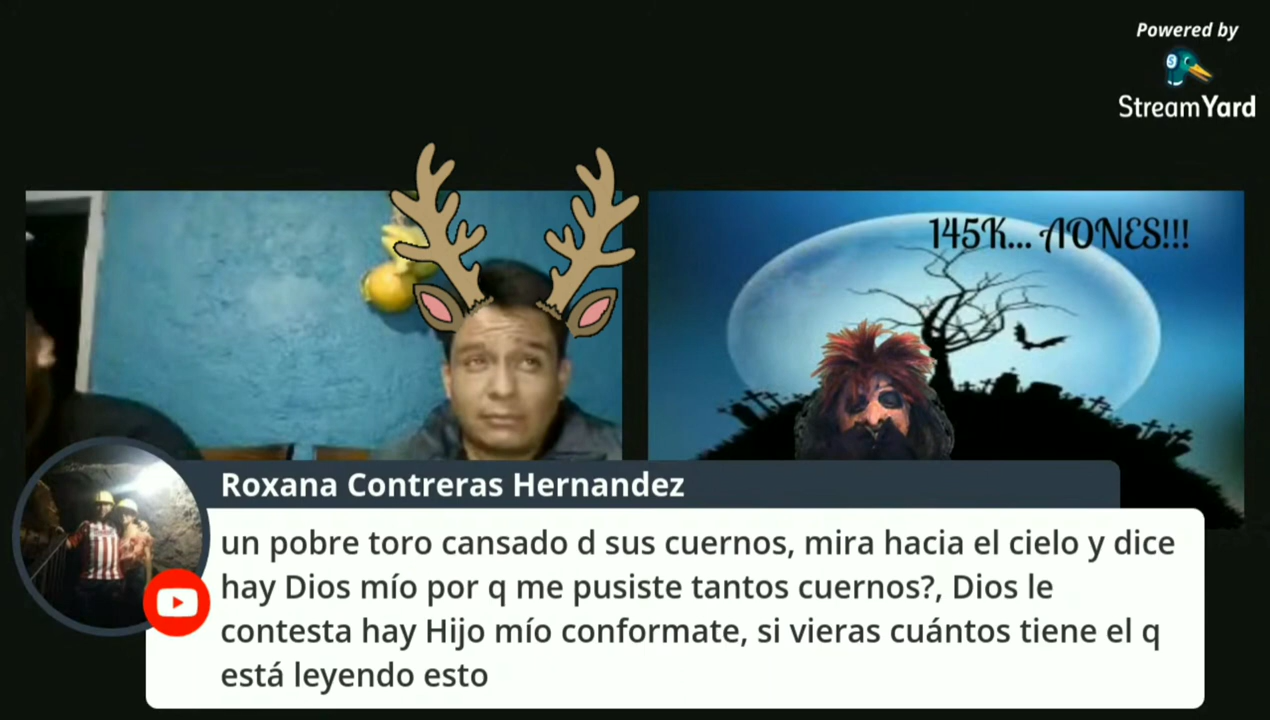 Powered by
StreamYard
145K... AONES!!!
Roxana Contreras Hernandez
un pobre toro cansado d sus cuernos, mira hacia el cielo y dice
hay Dios mío por q me pusiste tantos cuernos?, Dios le
contesta hay Hijo mío conformate, si vieras cuántos tiene el q
está leyendo esto